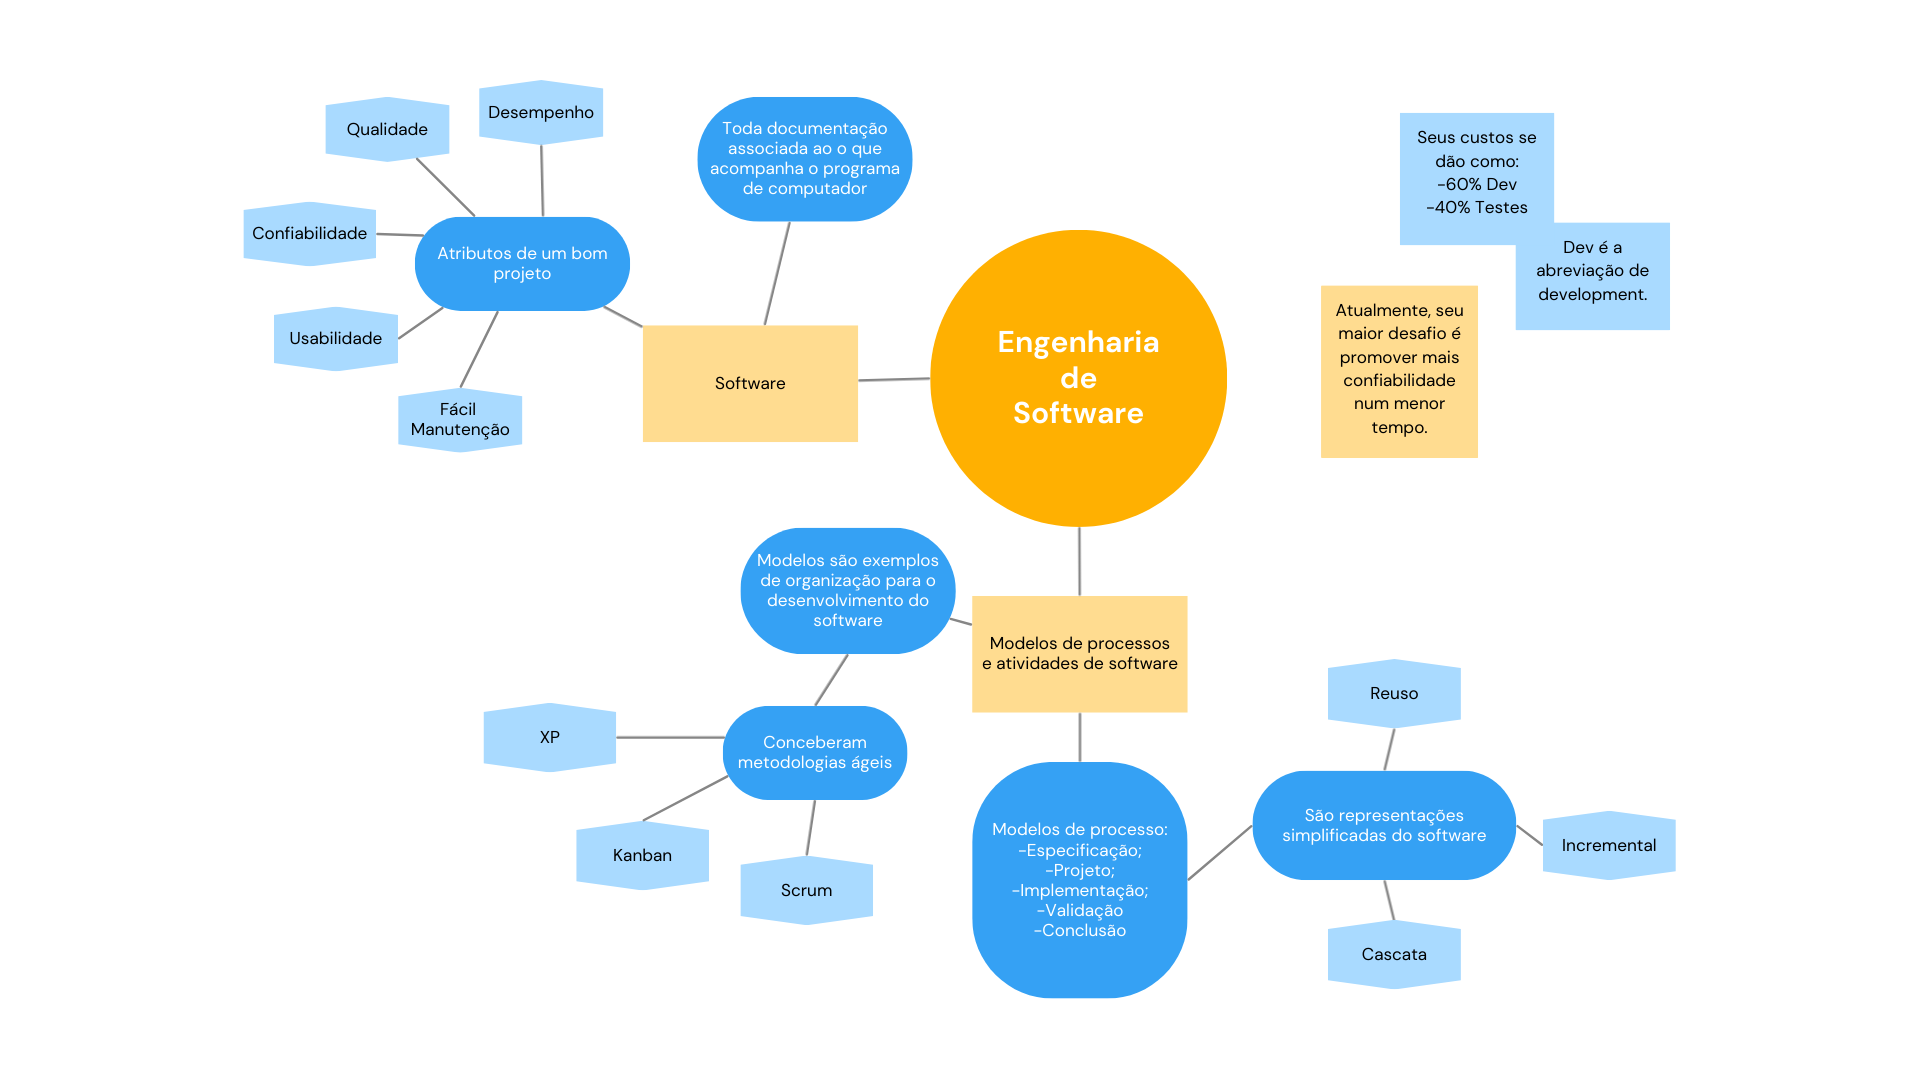 Desempenho
Qualidade
Confiabilidade
Usabilidade
Fácil
Manutenção
Atributos de um bom
projeto
Toda documentação
associada ao o que
acompanha o programa
de computador
Software
Engenharia
de
Software
Seus custos se
dão como:
-60% Dev
-40% Testes
Dev é a
abreviação de
development.
Atualmente, seu
maior desafio é
promover mais
confiabilidade
num menor
tempo.
Modelos são exemplos
de organização para o
desenvolvimento do
software
Modelos de processos
e atividades de software
Conceberam
metodologias ágeis
XP
Kanban
Scrum
Modelos de processo:
-Especificação;
-Projeto;
-Implementação;
-Validação
-Conclusão
São representações
simplificadas do software
Reuso
Incremental
Cascata